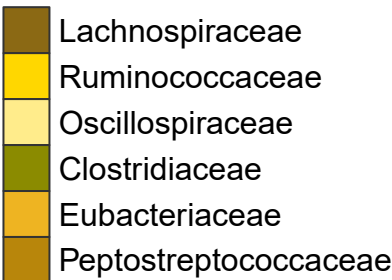 Lachnospiraceae
Ruminococcaceae
Oscillospiraceae
Clostridiaceae
Eubacteriaceae
Peptostreptococcaceae